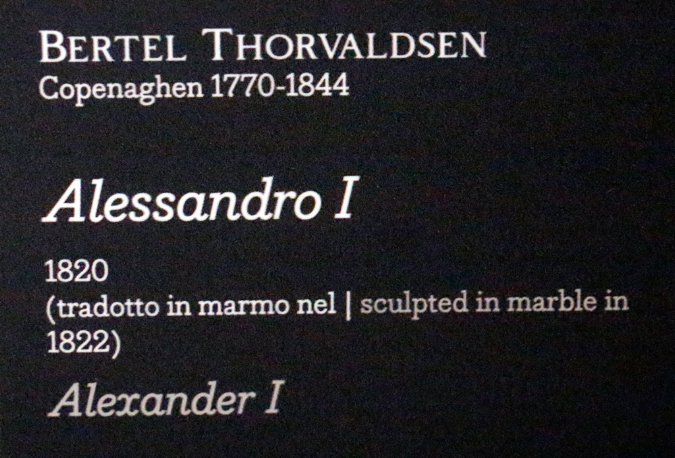 BERTEL THORVALDSEN
Copenaghen 1770-1844
Alessandro I
1820
(tradotto in marmo nel | sculpted in marble in
1822)
Alexander I